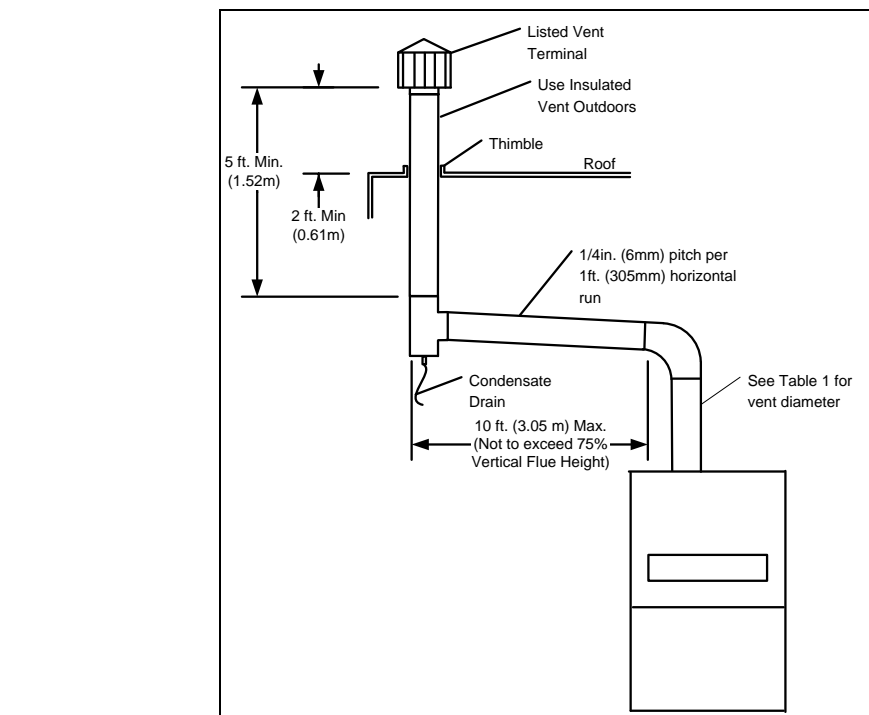 Listed Vent
Terminal
Use Insulated
Vent Outdoors
Thimble
Roof
5 ft. Min.
(1.52m)
2 ft. Min
(0.61m)
1/4in. (6mm) pitch per
1ft. (305mm) horizontal
run
Condensate
Drain
See Table 1 for
vent diameter
10 ft. (3.05 m) Max.
(Not to exceed 75%
Vertical Flue Height)